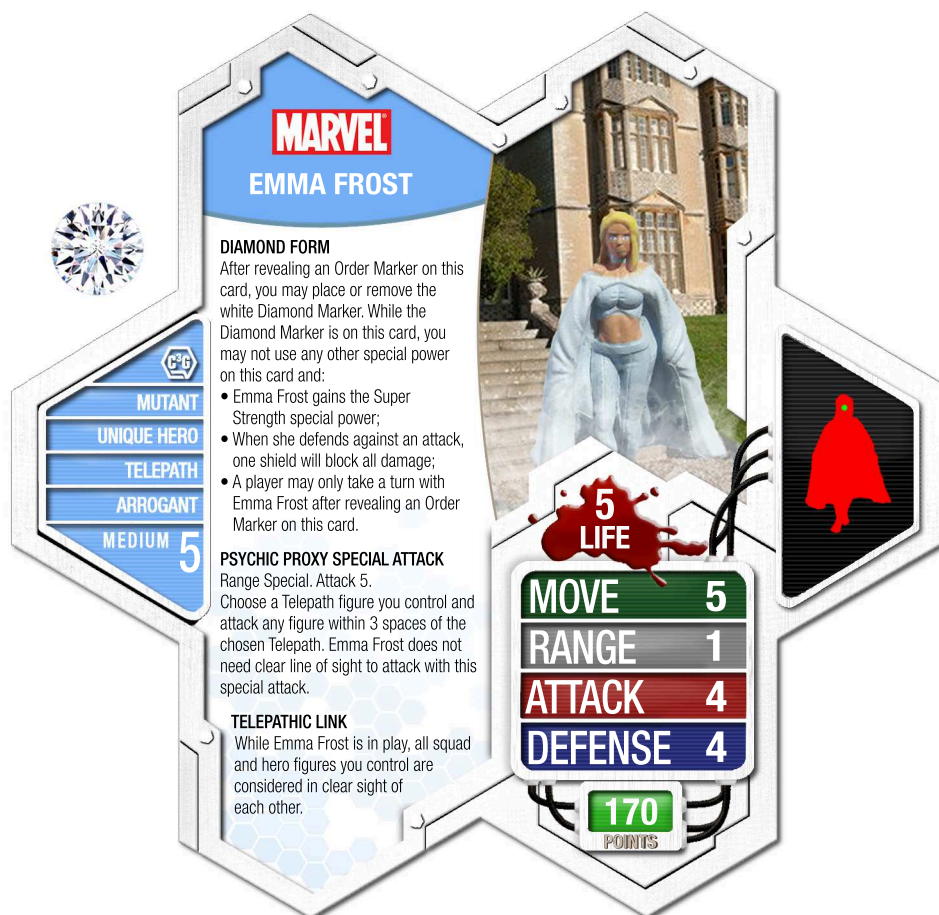 MARVEL
EMMA FROST
DIAMOND FORM
After revealing an Order Marker on this
card, you may place or remove the
white Diamond Marker. While the
Diamond Marker is on this card, you
may not use any other special power
on this card and:
• Emma Frost gains the Super
Strength special power;
• When she defends against an attack,
one shield will block all damage;
• A player may only take a turn with
Emma Frost after revealing an Order
Marker on this card.
PSYCHIC PROXY SPECIAL ATTACK
Range Special. Attack 5.
Choose a Telepath figure you control and
attack any figure within 3 spaces of the
chosen Telepath. Emma Frost does not
need clear line of sight to attack with this
special attack.
TELEPATHIC LINK
While Emma Frost is in play, all squad
and hero figures you control are
considered in clear sight of
each other.
C3G
MUTANT
UNIQUE HERO
TELEPATH
ARROGANT
MEDIUM 5
5
LIFE
MOVE 5
RANGE 1
ATTACK 4
DEFENSE 4
170
POINTS